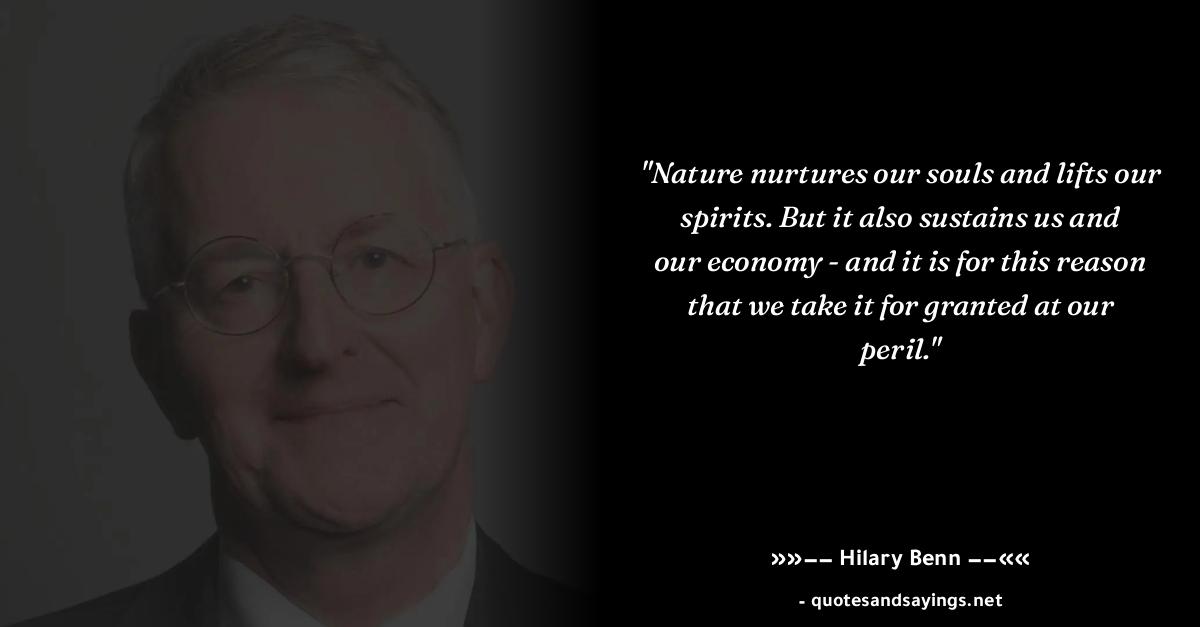 "Nature nurtures our souls and lifts our
spirits. But it also sustains us and
our economy - and it is for this reason
that we take it for granted at our
peril."
»»—— Hilary Benn ——««
- quotesandsayings.net